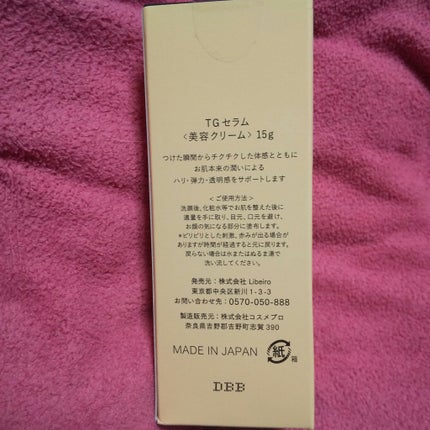 TGセラム
〈美容クリーム〉15g
つけた瞬間からチクチクした体感とともに
お肌本来の潤いによる
ハリ・弾力・透明感をサポートします
〈ご使用方法〉
洗顔後、化粧水等でお肌を整えた後に
適量を手に取り、目元、口元を避け、
お顔の気になる部分に塗布します。
*ピリピリとした刺激、赤みが出る場合が
ありますが時間が経過すると元に戻ります。
戻らない場合は水またはぬるま湯で
洗い流してください。
発売元：株式会社 Libeiro
東京都中央区新川1-3-3
お問い合わせ先：0570-050-888
製造販売元：株式会社コスメプロ
奈良県吉野郡吉野町志賀390
MADE IN JAPAN
紙
箱
DBB